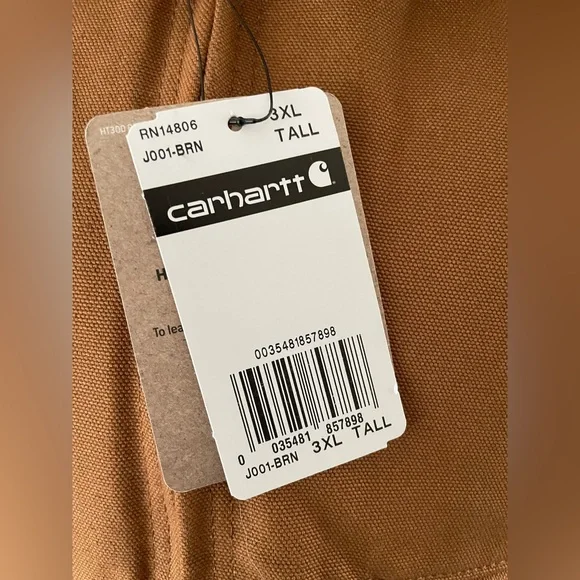 RN14806 3XL
J001-BRN TALL
carhartt
To lea
0035481857898
0 035481 857898
J001-BRN 3XL TALL